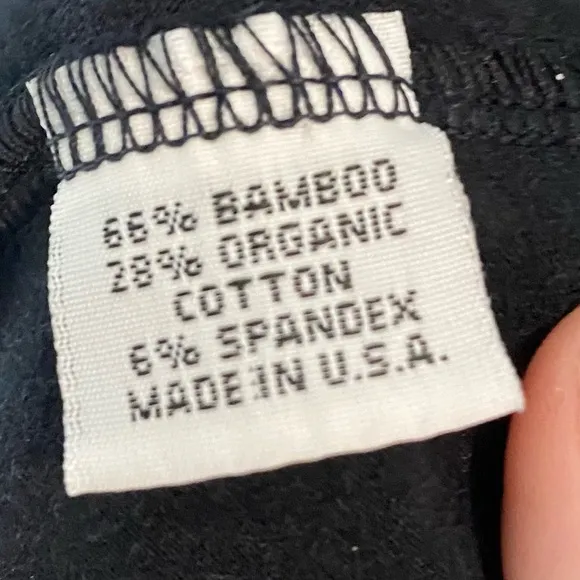 66% BAMBOO
28% ORGANIC
COTTON
6% SPANDEX
MADE IN U.S.A.